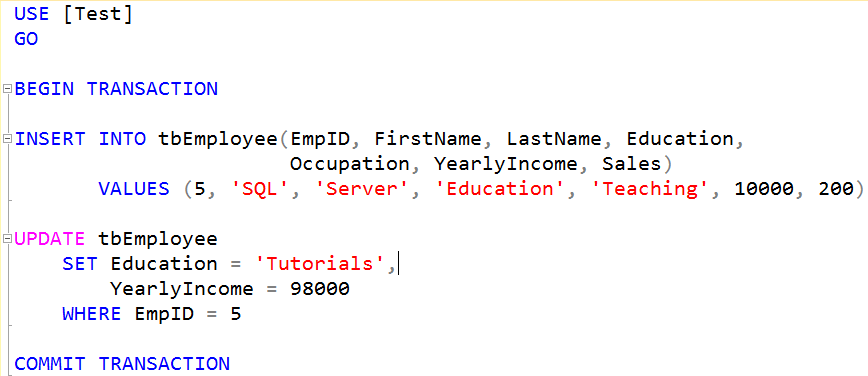 USE [Test]
GO
BEGIN TRANSACTION
INSERT INTO tbEmployee(EmpID, FirstName, LastName, Education,
Occupation, YearlyIncome, Sales)
VALUES (5, 'SQL', 'Server', 'Education', 'Teaching', 10000, 200)
UPDATE tbEmployee
SET Education = 'Tutorials',
YearlyIncome = 98000
WHERE EmpID = 5
COMMIT TRANSACTION